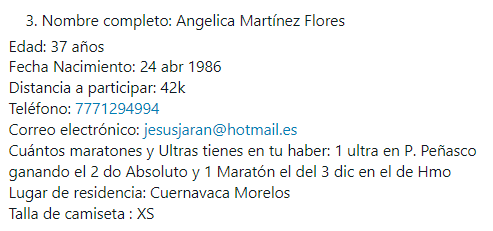 3. Nombre completo: Angelica Martínez Flores
Edad: 37 años
Fecha Nacimiento: 24 abr 1986
Distancia a participar: 42k
Teléfono: 7771294994
Correo electrónico: jesusjaran@hotmail.es
Cuántos maratones y Ultras tienes en tu haber: 1 ultra en P. Peñasco
ganando el 2 do Absoluto y 1 Maratón el del 3 dic en el de Hmo
Lugar de residencia: Cuernavaca Morelos
Talla de camiseta : XS